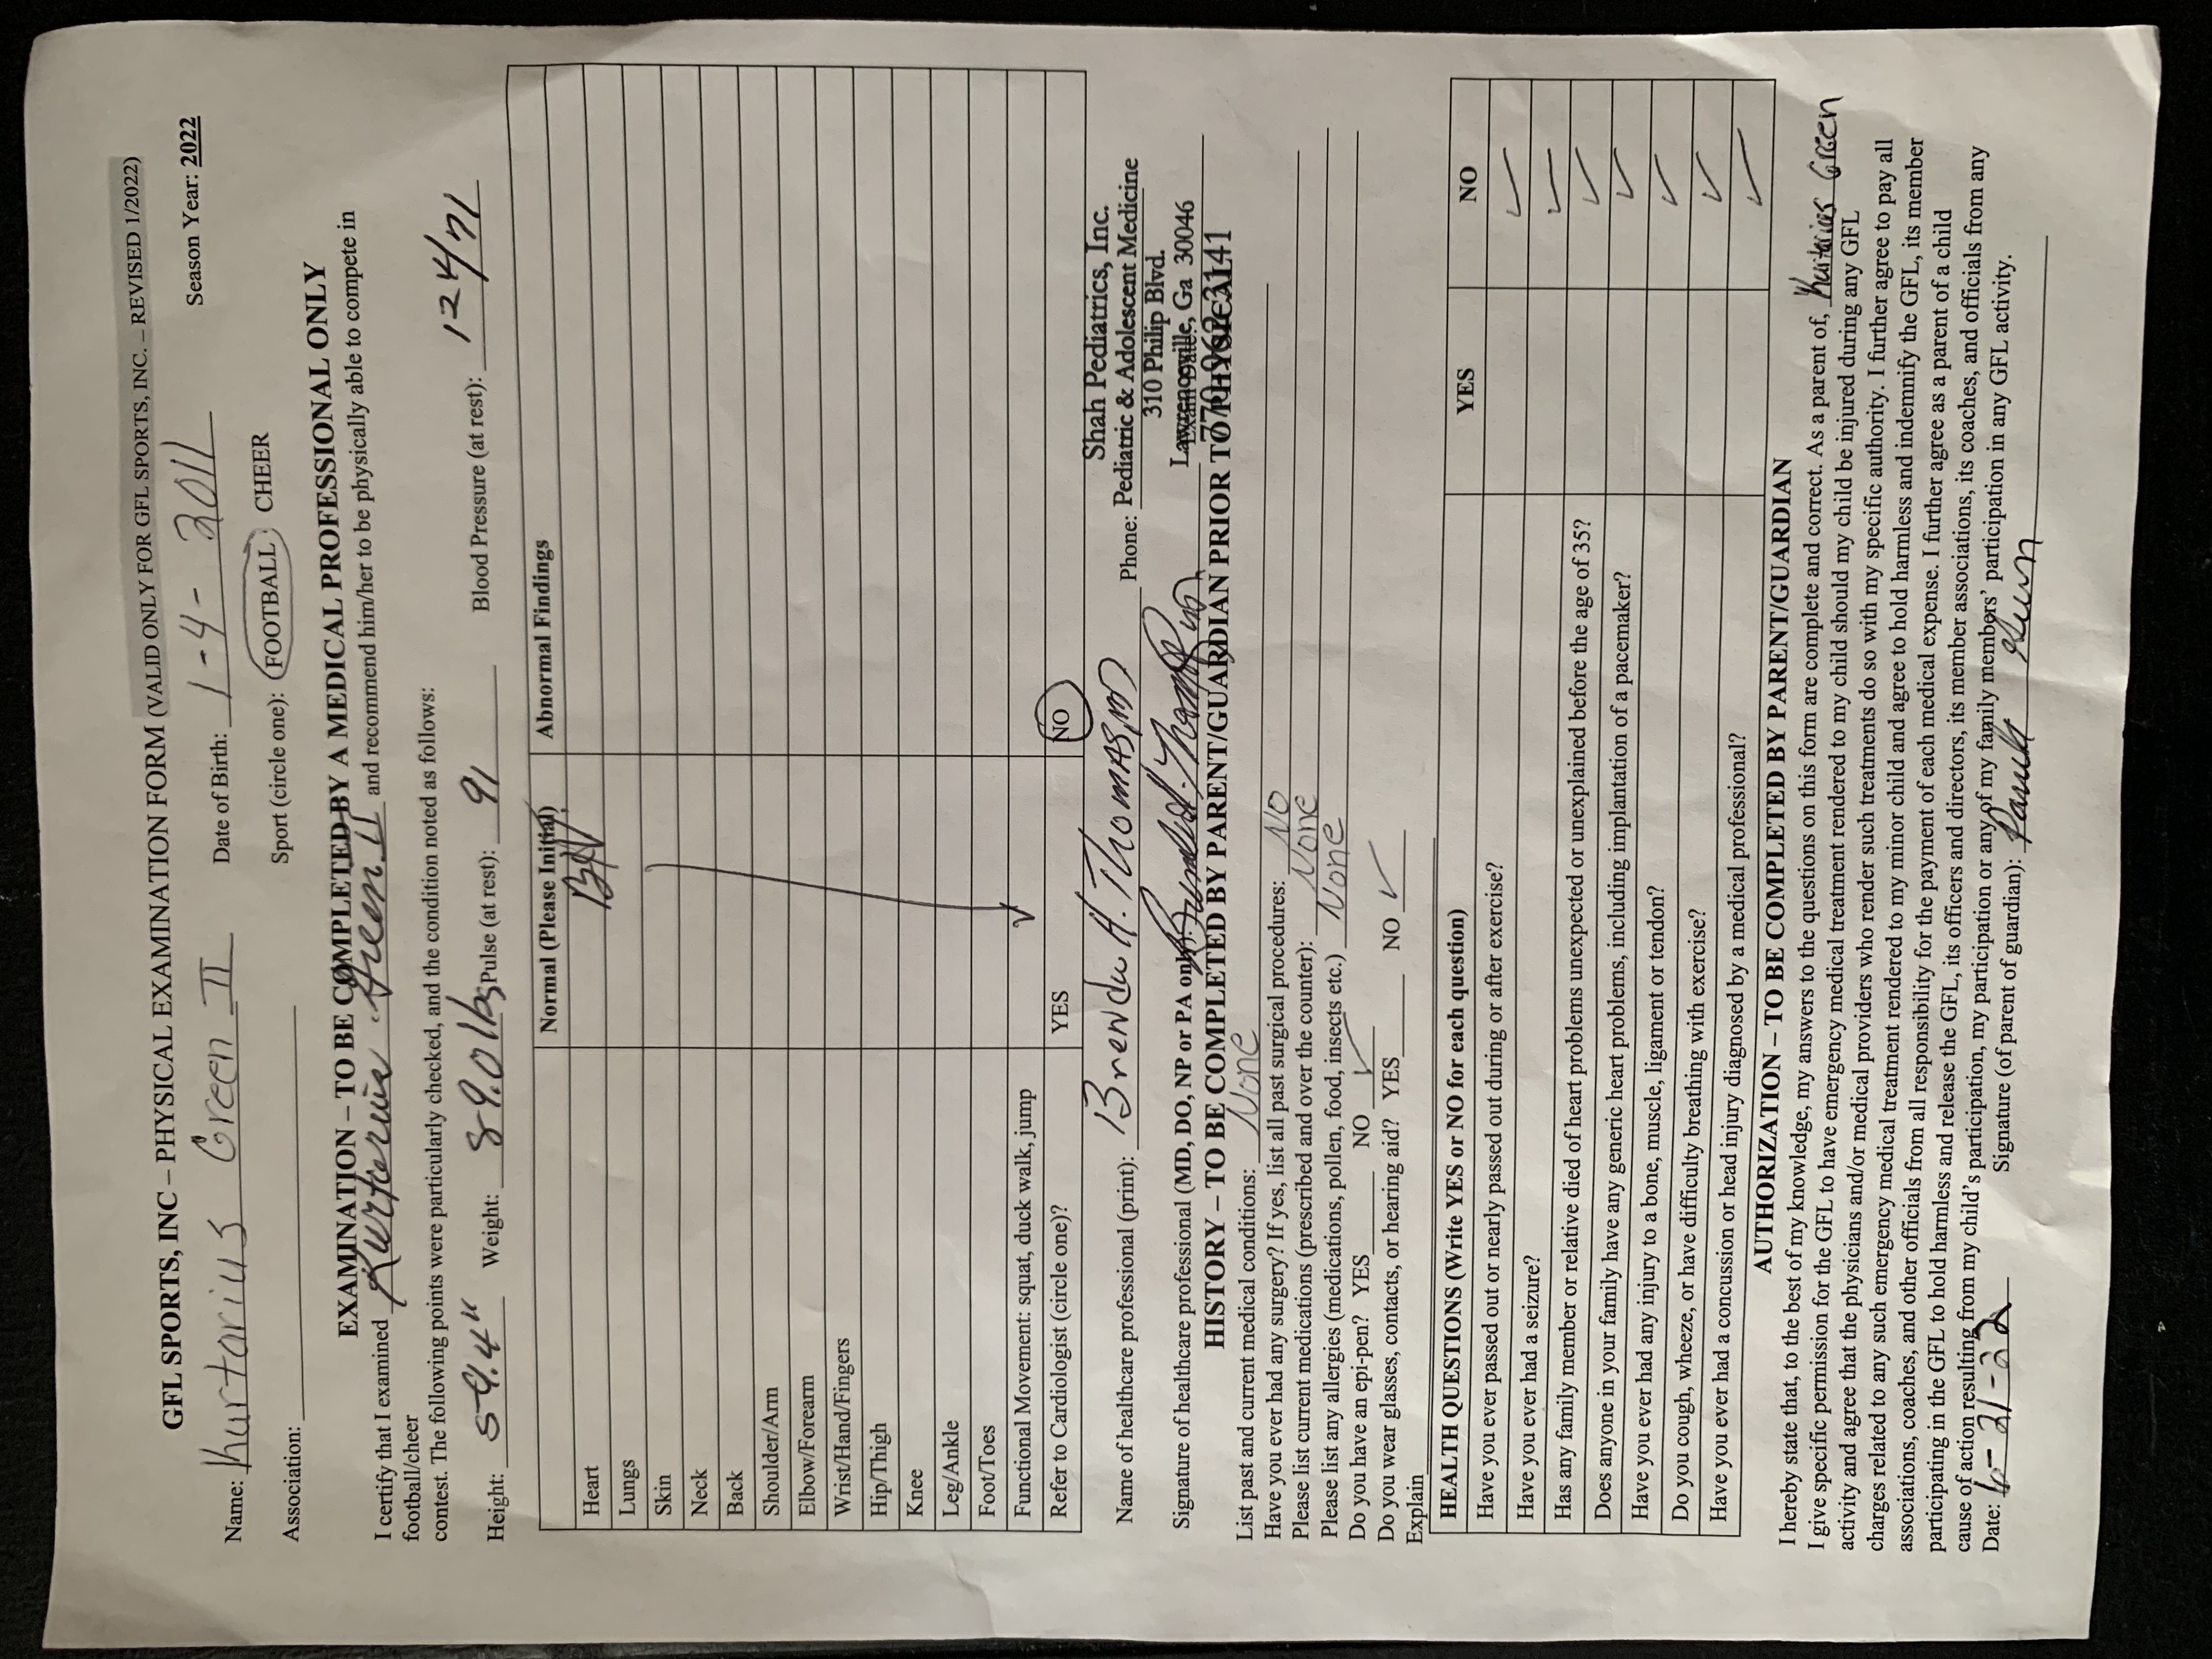 GFL SPORTS, INC – PHYSICAL EXAMINATION FORM (VALID ONLY FOR GFL SPORTS, INC. – REVISED 1/2022)
Name: Kurtarius Green II Date of Birth: 1-4-2011 Season Year: 2022
Association: Sport (circle one): FOOTBALL CHEER
EXAMINATION – TO BE COMPLETED BY A MEDICAL PROFESSIONAL ONLY
I certify that I examined Kurtarius Green II and recommend him/her to be physically able to compete in
football/cheer
contest. The following points were particularly checked, and the condition noted as follows:
Height: Weight: 89.0 lbs Pulse (at rest): 91 Blood Pressure (at rest): 124/71
Normal (Please Initial) Abnormal Findings
Heart
Lungs
Skin
Neck
Back
Shoulder/Arm
Elbow/Forearm
Wrist/Hand/Fingers
Hip/Thigh
Knee
Leg/Ankle
Foot/Toes
Functional Movement: squat, duck walk, jump
Refer to Cardiologist (circle one)? YES NO
Shah Pediatrics, Inc.
Name of healthcare professional (print): Brenda H. Thomas, MD Phone: Pediatric & Adolescent Medicine
310 Philip Blvd.
Signature of healthcare professional (MD, DO, NP or PA only): Lawrenceville, Ga 30046
770-962-3141
HISTORY – TO BE COMPLETED BY PARENT/GUARDIAN PRIOR TO PHYSICAL
List past and current medical conditions: None
Have you ever had any surgery? If yes, list all past surgical procedures: No
Please list current medications (prescribed and over the counter): None
Please list any allergies (medications, pollen, food, insects etc.) None
Do you have an epi-pen? YES NO ✓
Do you wear glasses, contacts, or hearing aid? YES NO ✓
Explain
HEALTH QUESTIONS (Write YES or NO for each question) YES NO
Have you ever passed out or nearly passed out during or after exercise? ✓
Have you ever had a seizure? ✓
Has any family member or relative died of heart problems unexpected or unexplained before the age of 35? ✓
Does anyone in your family have any generic heart problems, including implantation of a pacemaker? ✓
Have you ever had any injury to a bone, muscle, ligament or tendon? ✓
Do you cough, wheeze, or have difficulty breathing with exercise? ✓
Have you ever had a concussion or head injury diagnosed by a medical professional? ✓
AUTHORIZATION – TO BE COMPLETED BY PARENT/GUARDIAN
I hereby state that, to the best of my knowledge, my answers to the questions on this form are complete and correct. As a parent of, Kurtarius Green
I give specific permission for the GFL to have emergency medical treatment rendered to my child should my child be injured during any GFL
activity and agree that the physicians and/or medical providers who render such treatments do so with my specific authority. I further agree to pay all
charges related to any such emergency medical treatment rendered to my minor child and agree to hold harmless and indemnify the GFL, its member
associations, coaches, and other officials from all responsibility for the payment of each medical expense. I further agree as a parent of a child
participating in the GFL to hold harmless and release the GFL, its officers and directors, its member associations, its coaches, and officials from any
cause of action resulting from my child's participation, my participation or any of my family members' participation in any GFL activity.
Date: 6-21-22 Signature (of parent of guardian):